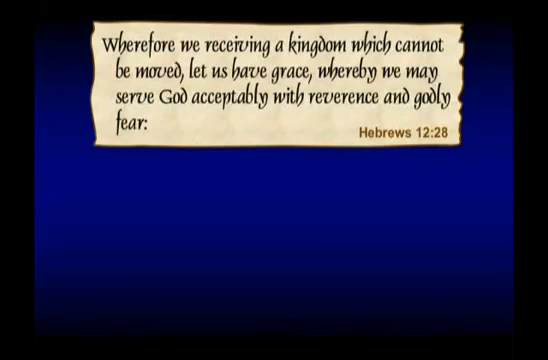 Wherefore we receiving a kingdom which cannot
be moved, let us have grace, whereby we may
serve God acceptably with reverence and godly
fear:
Hebrews 12:28